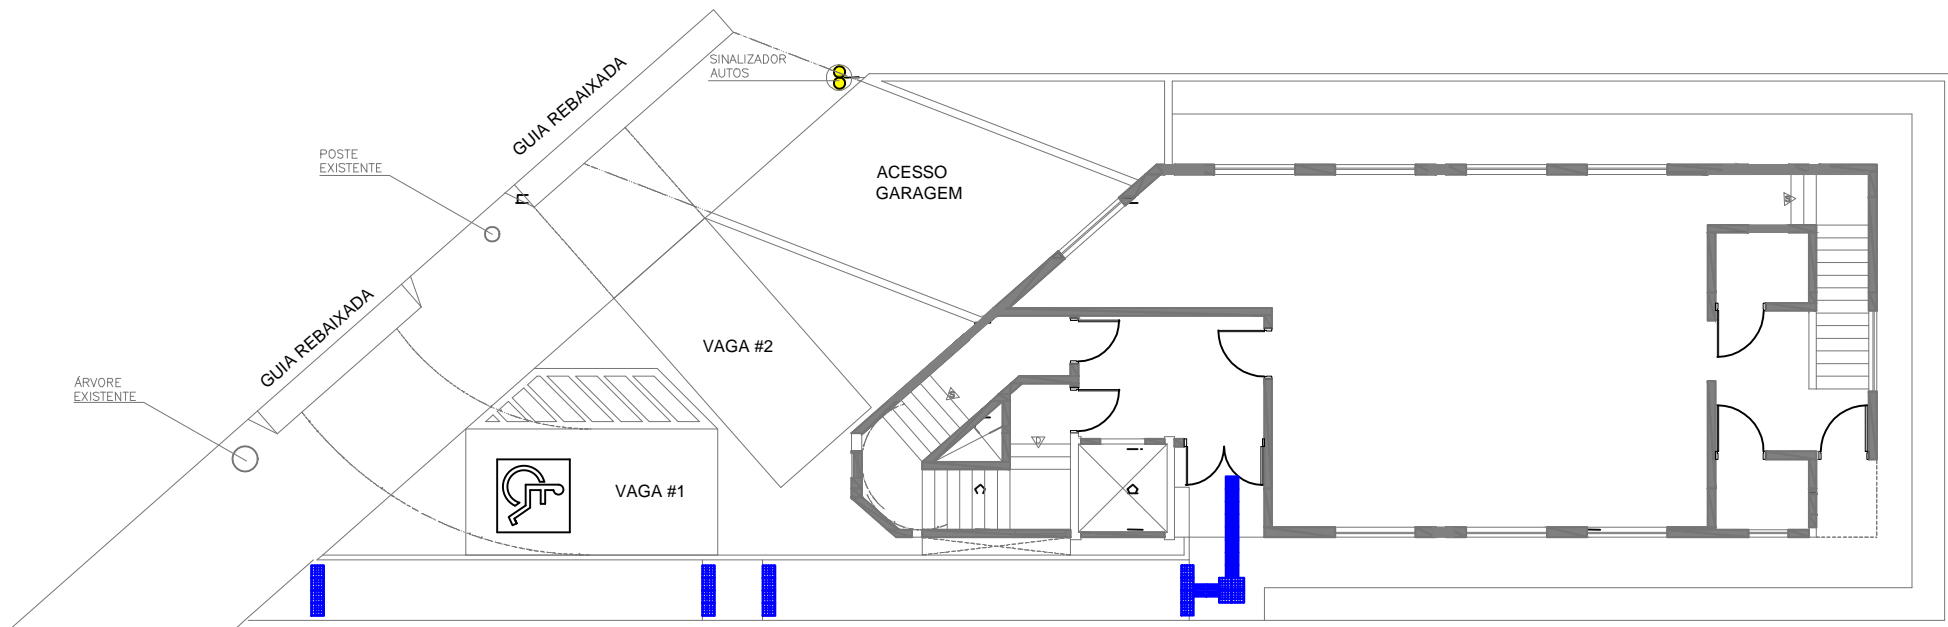 SINALIZADOR
AUTOS
GUIA REBAIXADA
POSTE
EXISTENTE
ACESSO
GARAGEM
GUIA REBAIXADA
VAGA #2
ÁRVORE
EXISTENTE
VAGA #1